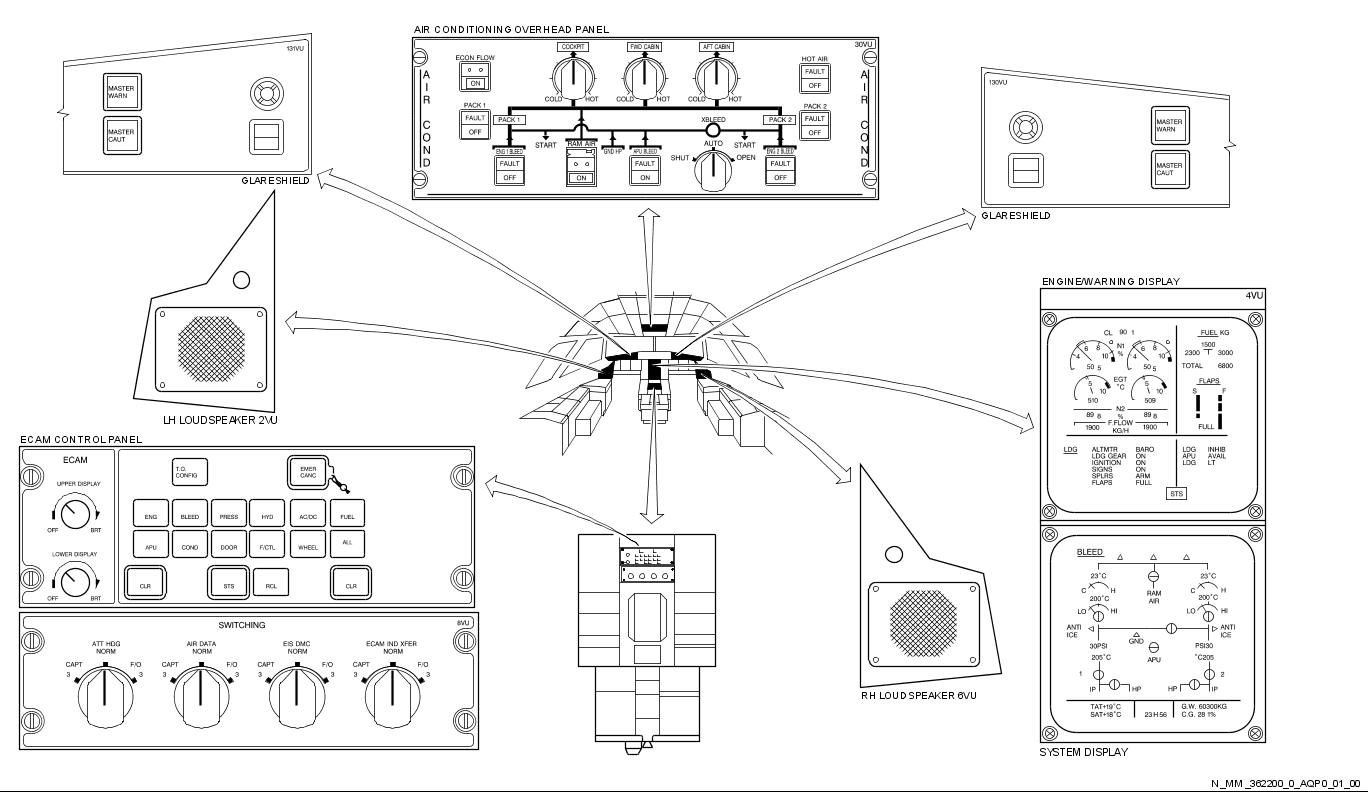 AIR CONDITIONING OVERHEAD PANEL
30VU
AIR COND
AIR COND
COCKPIT
FWD CABIN
AFT CABIN
ECON FLOW
ON
HOT AIR
FAULT
OFF
COLD HOT
COLD HOT
COLD HOT
PACK 1
FAULT
OFF
PACK 2
FAULT
OFF
PACK 1
XBLEED
PACK 2
START
RAM AIR
AUTO
START
ENG 1 BLEED
GND HP
APU BLEED
SHUT
OPEN
ENG 2 BLEED
FAULT
OFF
ON
FAULT
ON
FAULT
OFF
131VU
MASTER
WARN
MASTER
CAUT
GLARESHIELD
130VU
MASTER
WARN
MASTER
CAUT
GLARESHIELD
LH LOUDSPEAKER 2VU
ENGINE/WARNING DISPLAY
4VU
CL 90 1
FUEL KG
N1
%
4 6 8 10
4 6 8 10
50 5
50 5
1500
2300 3000
TOTAL 6800
EGT
°C
5 10
5 10
510
509
FLAPS
S F
FULL
N2
%
89 8
89 8
1900
F.FLOW
KG/H
1900
LDG
ALTMTR BARO
LDG GEAR ON
IGNITION ON
SIGNS ON
SPLRS ARM
FLAPS FULL
LDG INHIB
APU AVAIL
LDG LT
STS
BLEED
23°C
C H
200°C
LO HI
RAM
AIR
23°C
C H
200°C
LO HI
ANTI
ICE
GND
ANTI
ICE
30PSI
205°C
APU
PSI30
°C205
1
2
IP HP
HP IP
TAT+19°C
SAT+18°C
23 H 56
G.W. 60300KG
C.G. 28 1%
SYSTEM DISPLAY
ECAM CONTROL PANEL
ECAM
UPPER DISPLAY
OFF BRT
LOWER DISPLAY
OFF BRT
T.O.
CONFIG
EMER
CANC
ENG BLEED PRESS HYD AC/DC FUEL
APU COND DOOR F/CTL WHEEL ALL
CLR STS RCL CLR
SWITCHING
8VU
ATT HDG
NORM
CAPT F/O
3 3
AIR DATA
NORM
CAPT F/O
3 3
EIS DMC
NORM
CAPT F/O
3 3
ECAM IND XFER
NORM
CAPT F/O
3 3
RH LOUDSPEAKER 6VU
N_MM_362200_0_AQP0_01_00